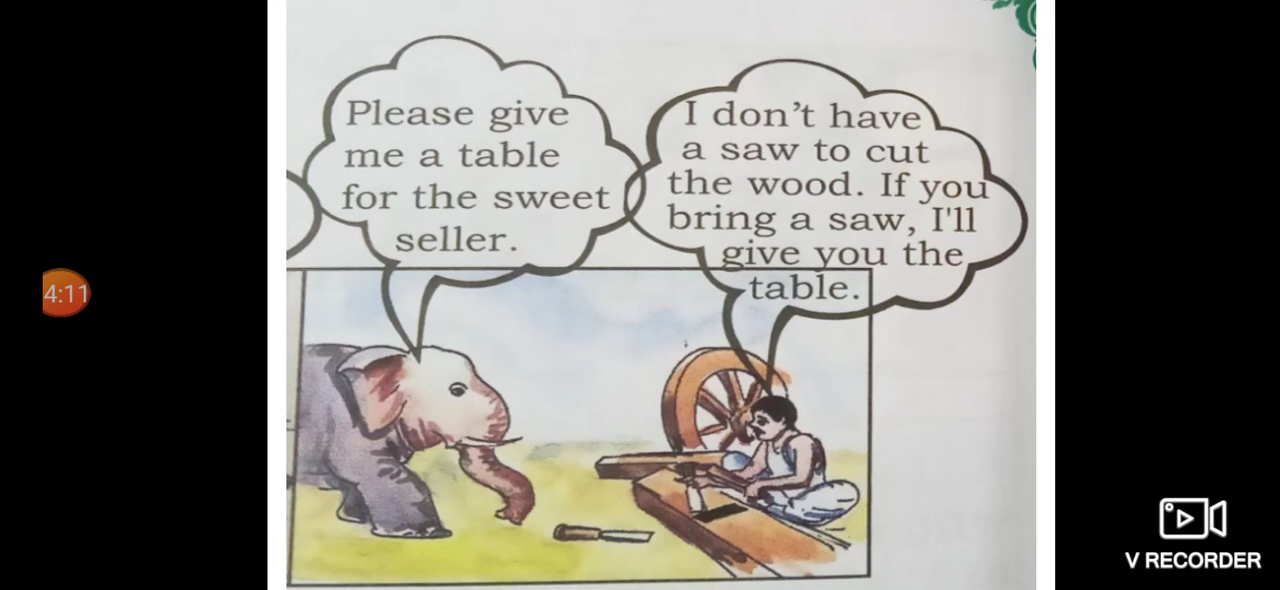 Please give
me a table
for the sweet
seller.
I don't have
a saw to cut
the wood. If you
bring a saw, I'll
give you the
table.
4:11
V RECORDER